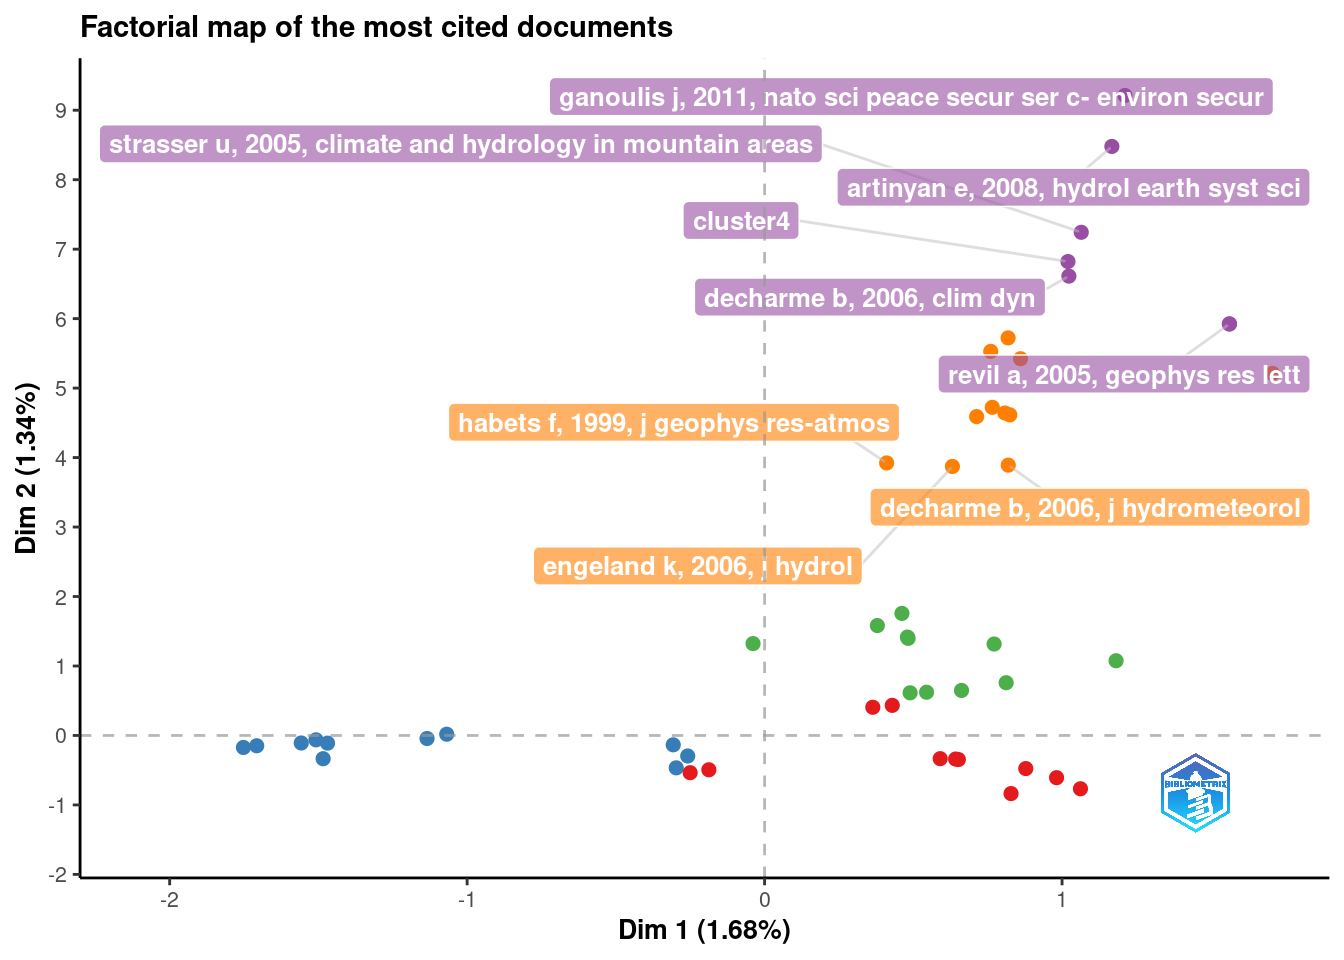 Factorial map of the most cited documents
ganoulis j, 2011, nato sci peace secur ser c- environ secur
strasser u, 2005, climate and hydrology in mountain areas
artinyan e, 2008, hydrol earth syst sci
cluster4
decharme b, 2006, clim dyn
revil a, 2005, geophys res lett
habets f, 1999, j geophys res-atmos
decharme b, 2006, j hydrometeorol
engeland k, 2006, j hydrol
9
8
7
6
5
4
3
2
1
0
-1
-2
Dim 2 (1.34%)
BIBLIOMETRIX
-2
-1
0
1
Dim 1 (1.68%)